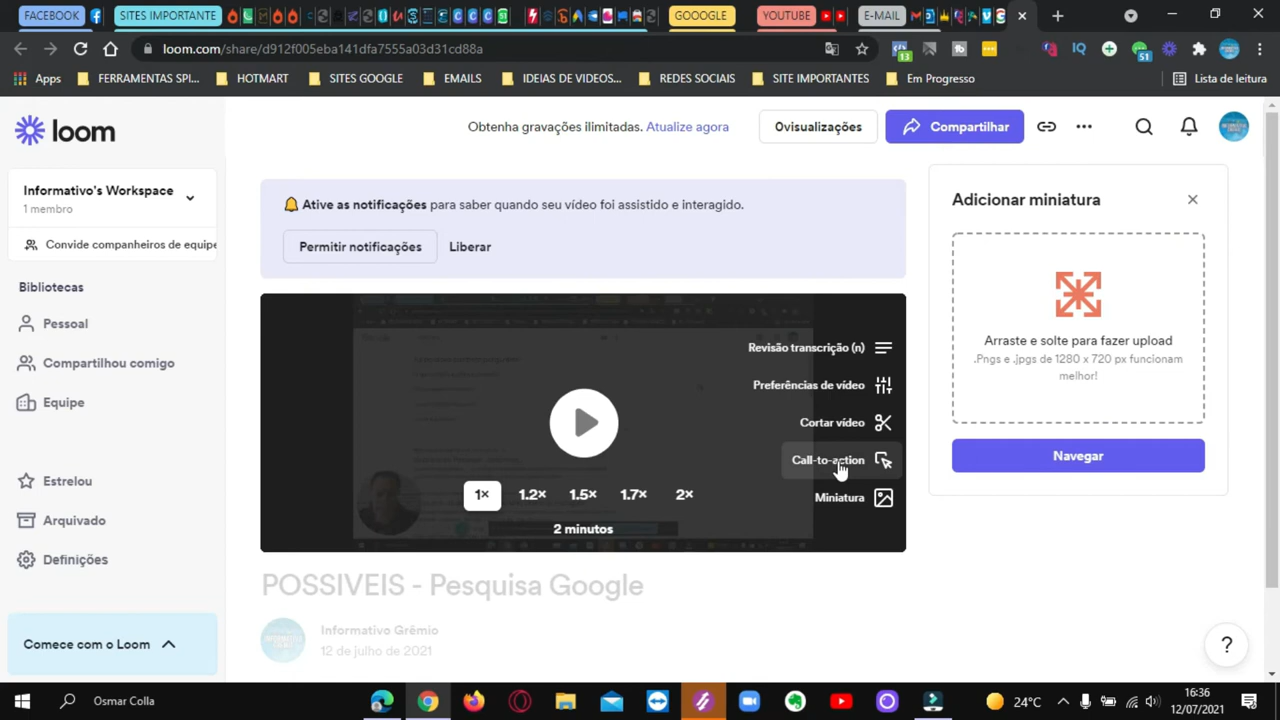 FACEBOOK
SITES IMPORTANTE
GOOOGLE
YOUTUBE
E-MAIL
loom.com/share/d912f005eba141dfa7555a03d31cd88a
13
IQ
51
Apps
FERRAMENTAS SPI...
HOTMART
SITES GOOGLE
EMAILS
IDEIAS DE VIDEOS...
REDES SOCIAIS
SITE IMPORTANTES
Em Progresso
Lista de leitura
loom
Obtenha gravações ilimitadas. Atualize agora
0visualizações
Compartilhar
Informativo's Workspace
1 membro
Convide companheiros de equipe
Bibliotecas
Pessoal
Compartilhou comigo
Equipe
Estrelou
Arquivado
Definições
Comece com o Loom
Ative as notificações para saber quando seu vídeo foi assistido e interagido.
Permitir notificações
Liberar
Revisão transcrição (n)
Preferências de vídeo
Cortar vídeo
Call-to-action
Miniatura
1×
1.2×
1.5×
1.7×
2×
2 minutos
POSSIVEIS - Pesquisa Google
Informativo Grêmio
12 de julho de 2021
Adicionar miniatura
Arraste e solte para fazer upload
.Pngs e .jpgs de 1280 x 720 px funcionam
melhor!
Navegar
?
Osmar Colla
24°C
16:36
12/07/2021